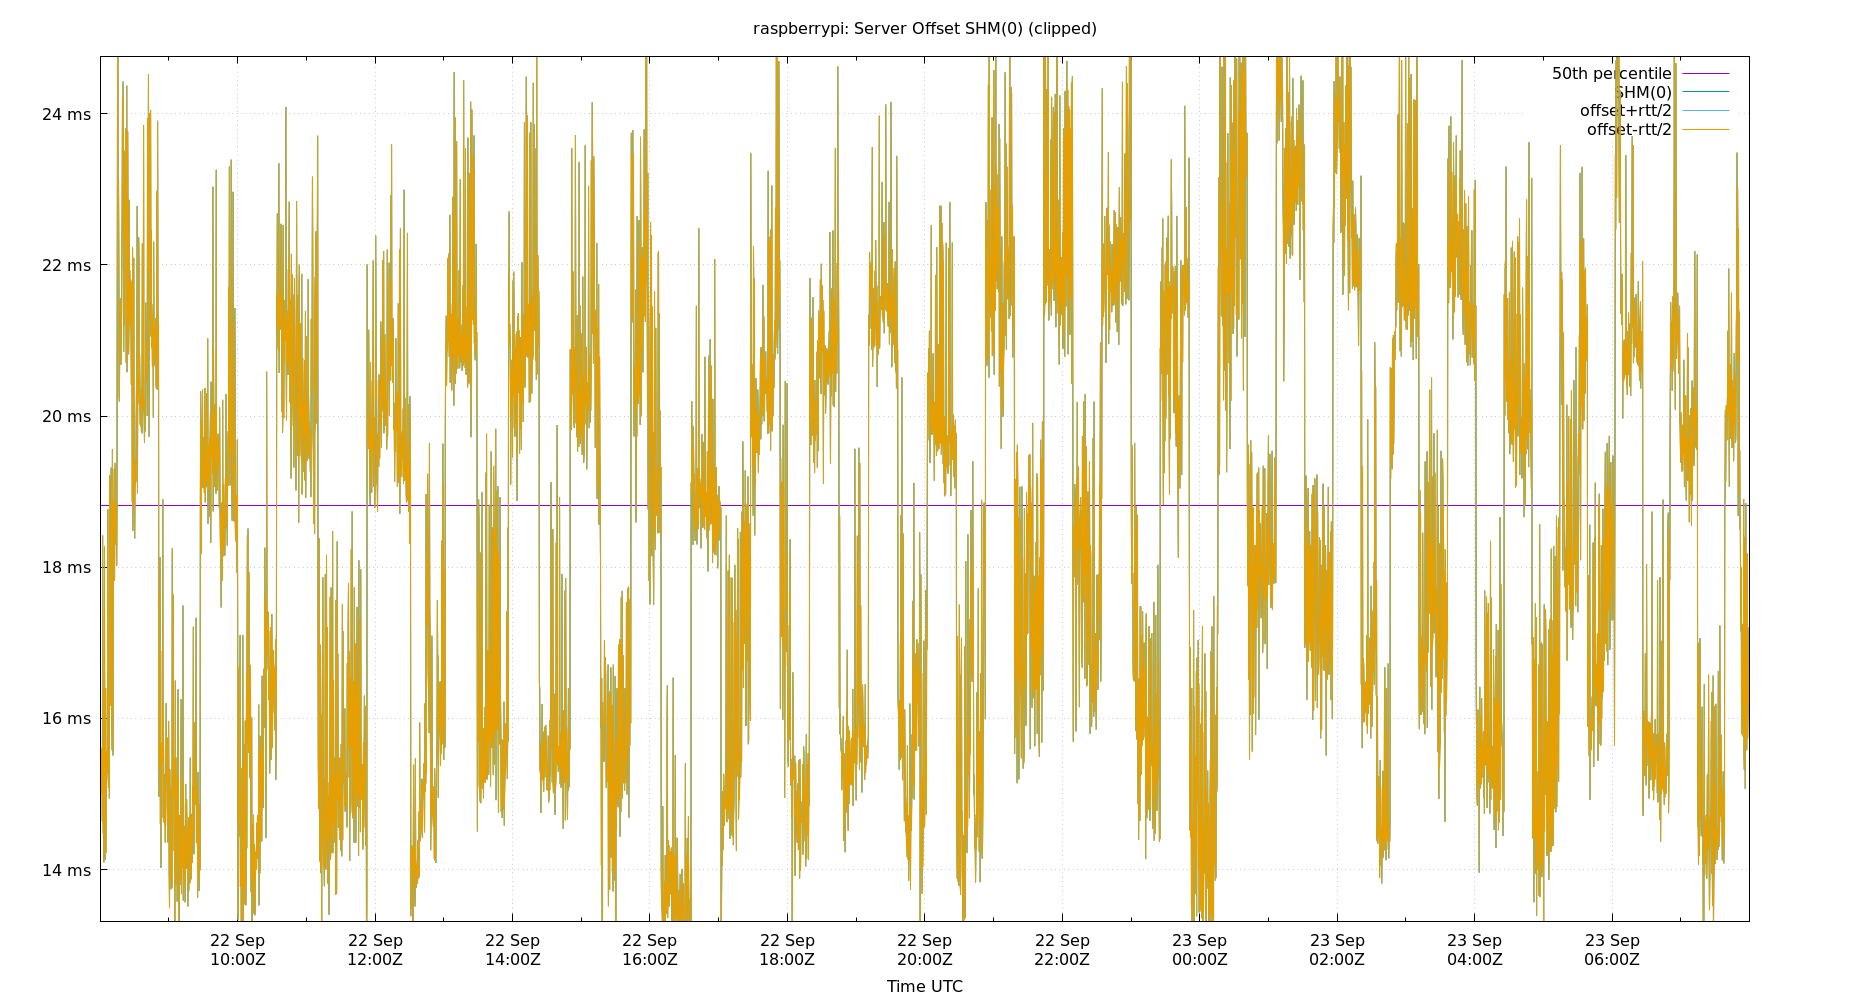 raspberrypi: Server Offset SHM(0) (clipped)
50th percentile
SHM(0)
offset+rtt/2
offset-rtt/2
24 ms
22 ms
20 ms
18 ms
16 ms
14 ms
22 Sep 22 Sep 22 Sep 22 Sep 22 Sep 22 Sep 22 Sep 23 Sep 23 Sep 23 Sep 23 Sep
10:00Z 12:00Z 14:00Z 16:00Z 18:00Z 20:00Z 22:00Z 00:00Z 02:00Z 04:00Z 06:00Z
Time UTC